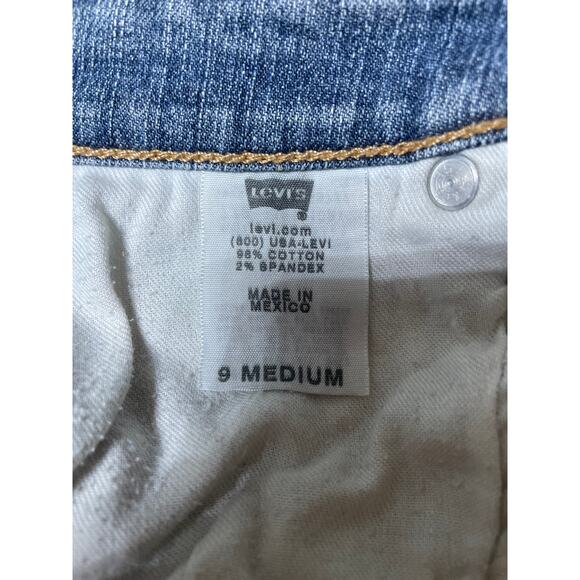 LEVI'S
®
levi.com
(800) USA-LEVI
98% COTTON
2% SPANDEX
MADE IN
MEXICO
9 MEDIUM